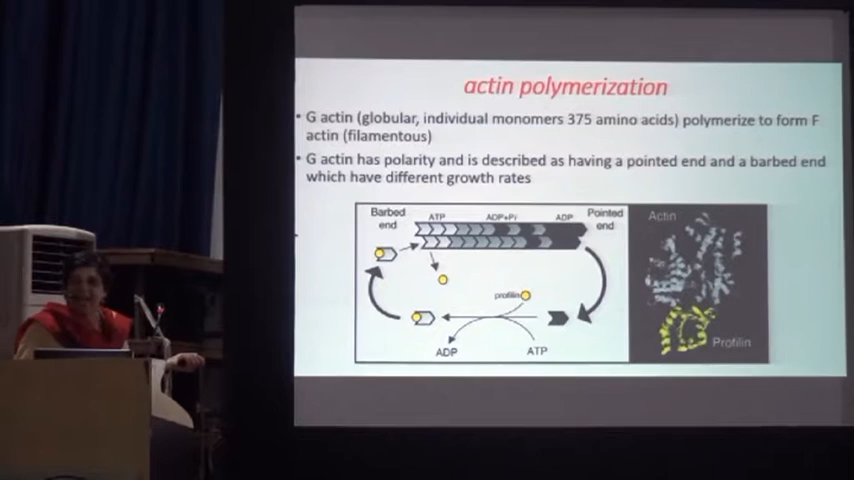 actin polymerization
• G actin (globular, individual monomers 375 amino acids) polymerize to form F
actin (filamentous)
• G actin has polarity and is described as having a pointed end and a barbed end
which have different growth rates
Barbed
end
ATP
ADP+Pi
ADP
Pointed
end
profilin
ADP
ATP
Actin
Profilin